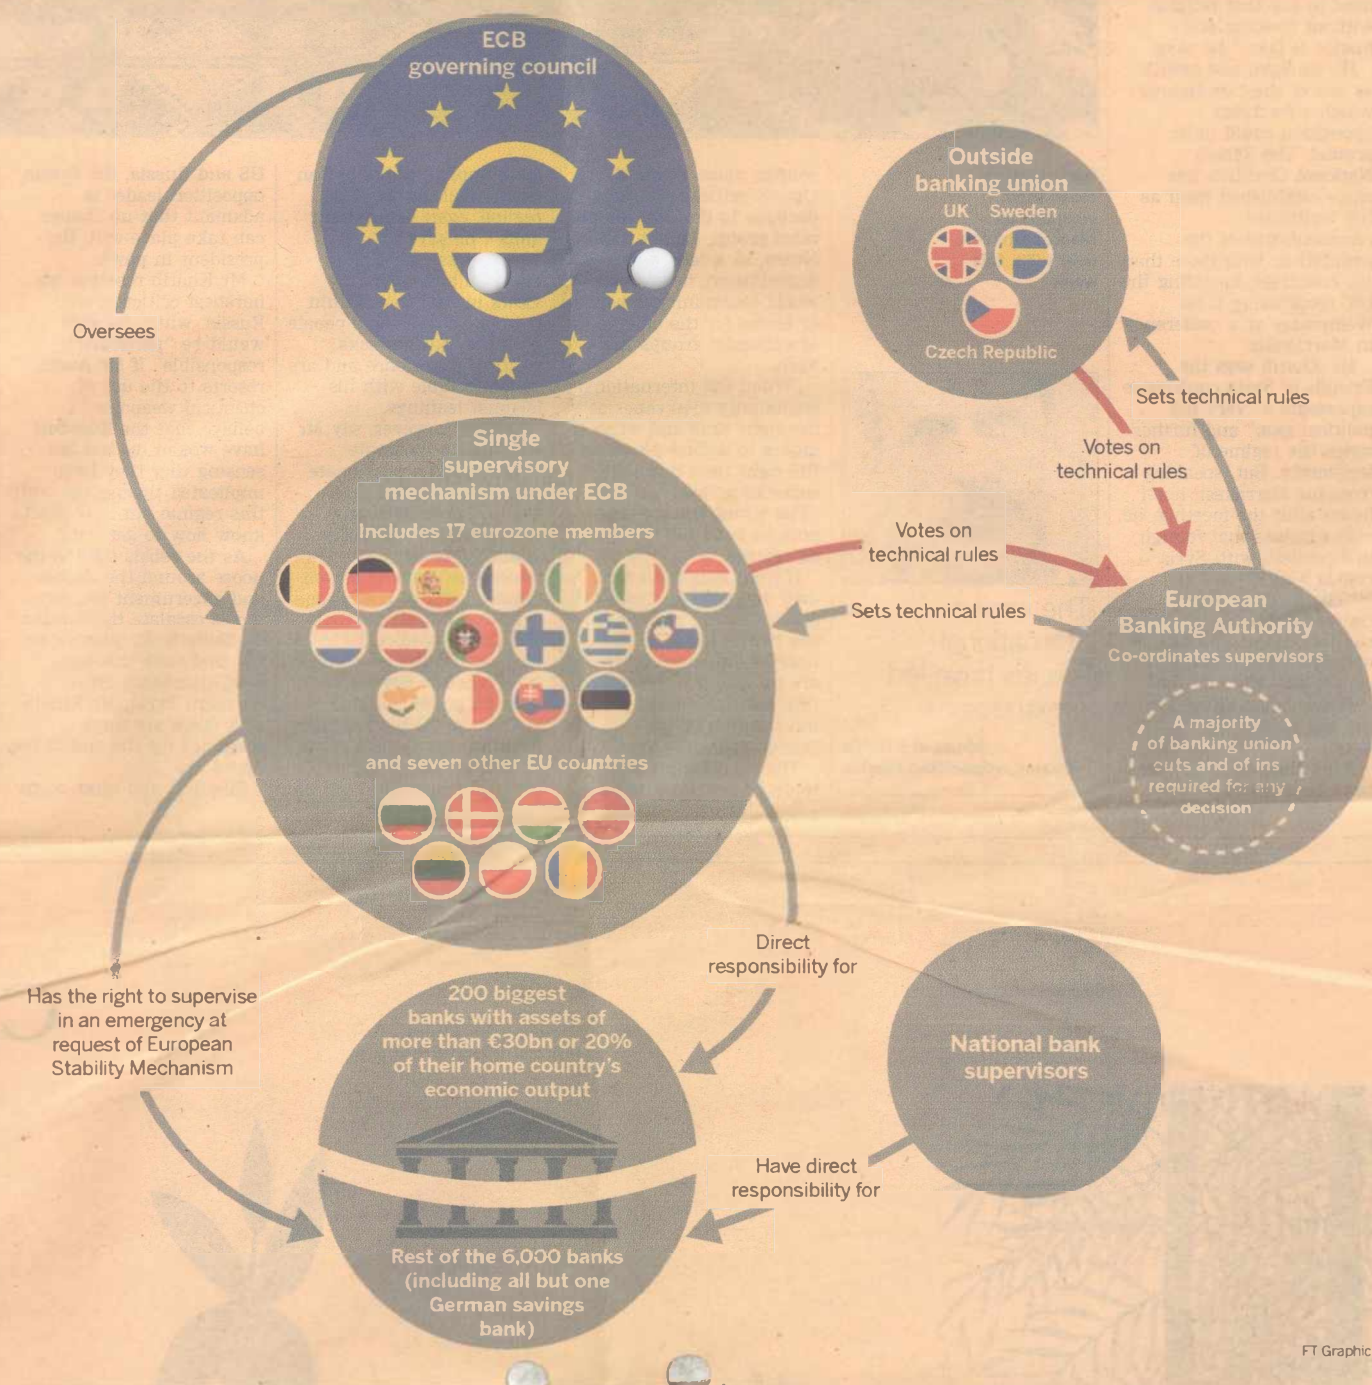 ECB
governing council
Outside
banking union
UK Sweden
Czech Republic
Oversees
Sets technical rules
Votes on
technical rules
Single
supervisory
mechanism under ECB
Includes 17 eurozone members
Votes on
technical rules
Sets technical rules
European
Banking Authority
Co-ordinates supervisors
A majority
of banking union
cuts and of ins
required for any
decision
and seven other EU countries
Direct
responsibility for
Has the right to supervise
in an emergency at
request of European
Stability Mechanism
200 biggest
banks with assets of
more than €30bn or 20%
of their home country's
economic output
National bank
supervisors
Have direct
responsibility for
Rest of the 6,000 banks
(including all but one
German savings
bank)
FT Graphic